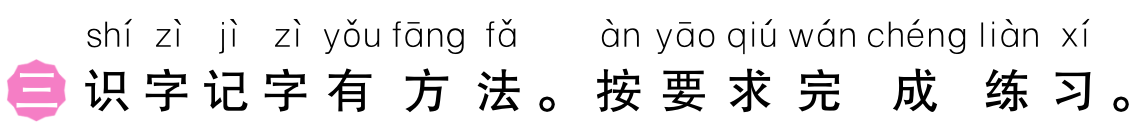 shí zì jì zì yǒu fāng fǎ àn yāo qiú wán chéng liàn xí
三 识字记字有方法。按要求完成练习。